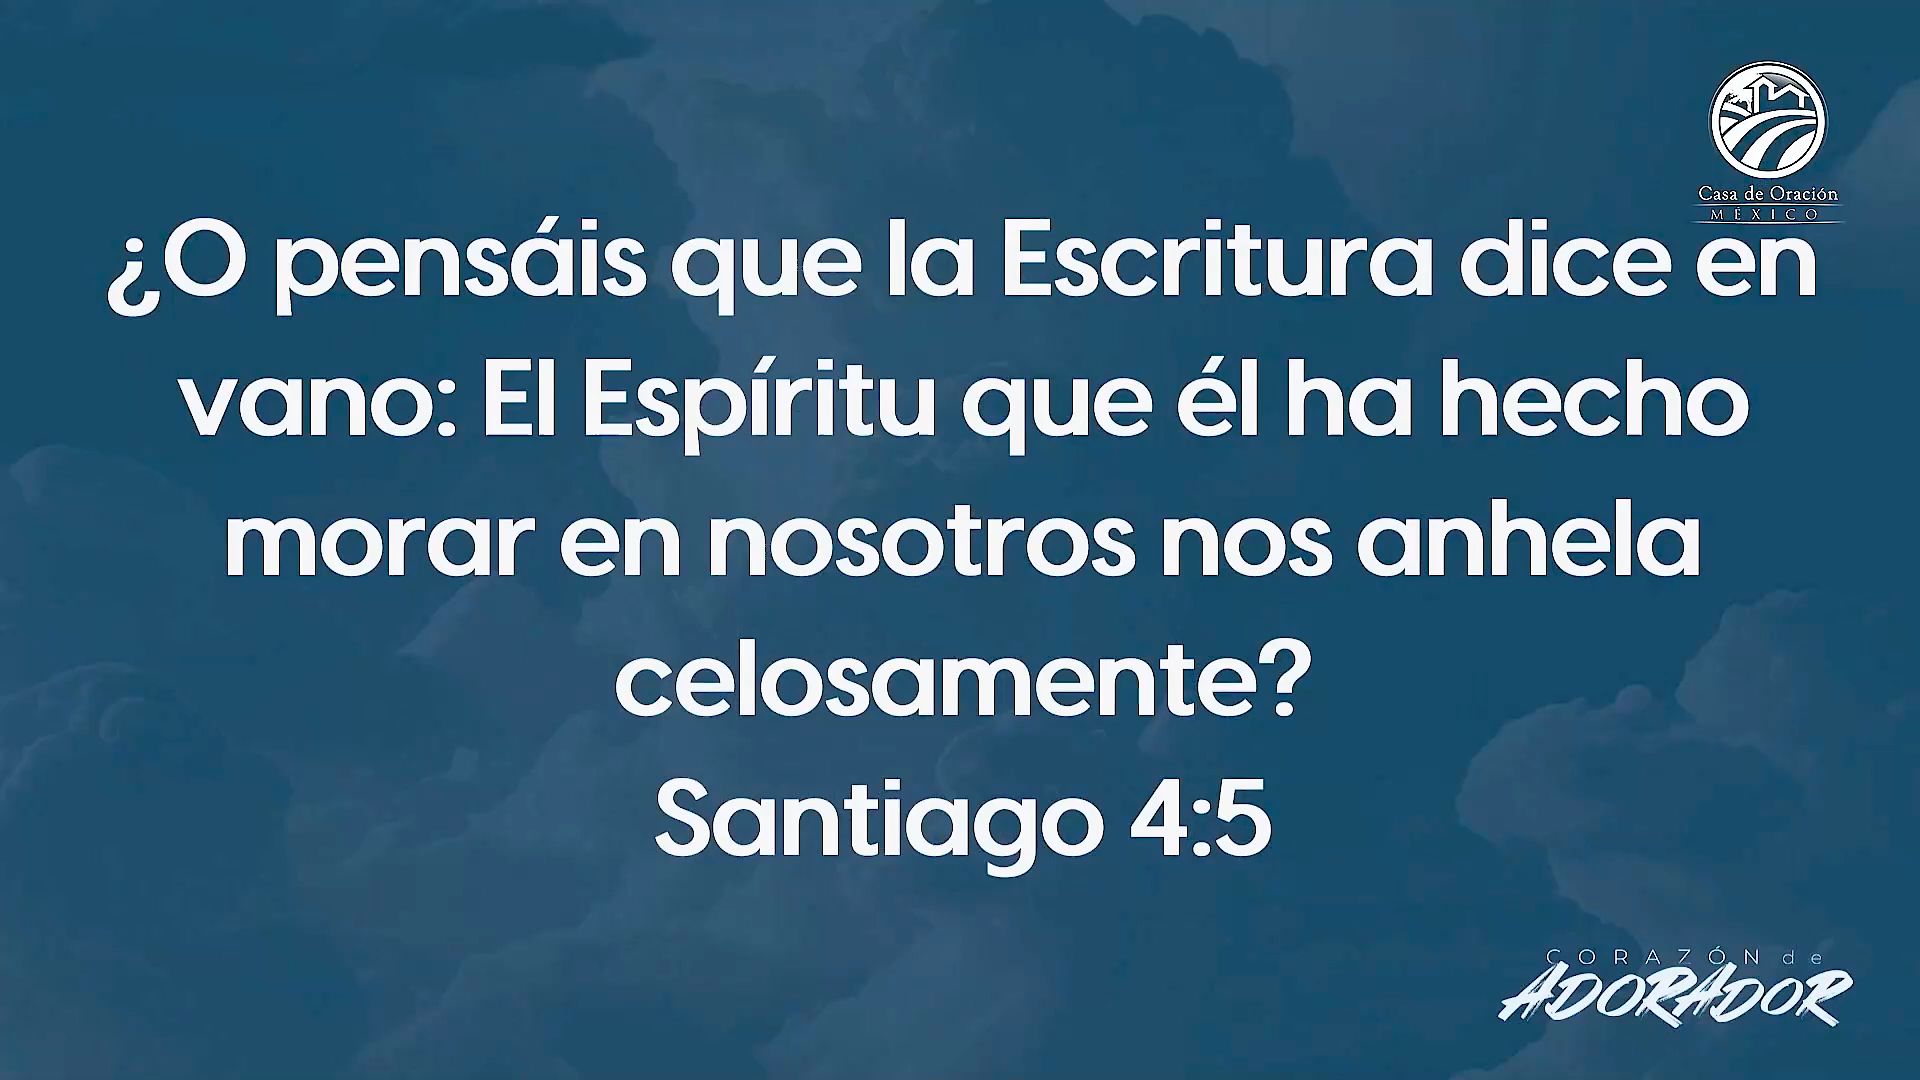 Casa de Oración
MÉXICO
¿O pensáis que la Escritura dice en
vano: El Espíritu que él ha hecho
morar en nosotros nos anhela
celosamente?
Santiago 4:5
CORAZÓN de
ADORADOR